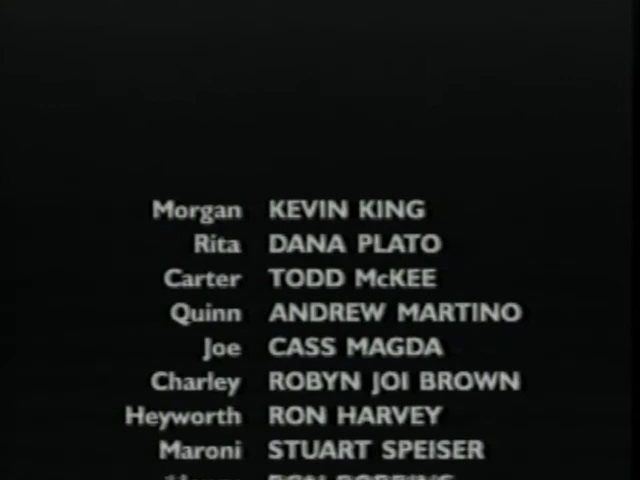 Morgan KEVIN KING
Rita DANA PLATO
Carter TODD McKEE
Quinn ANDREW MARTINO
Joe CASS MAGDA
Charley ROBYN JOI BROWN
Heyworth RON HARVEY
Maroni STUART SPEISER